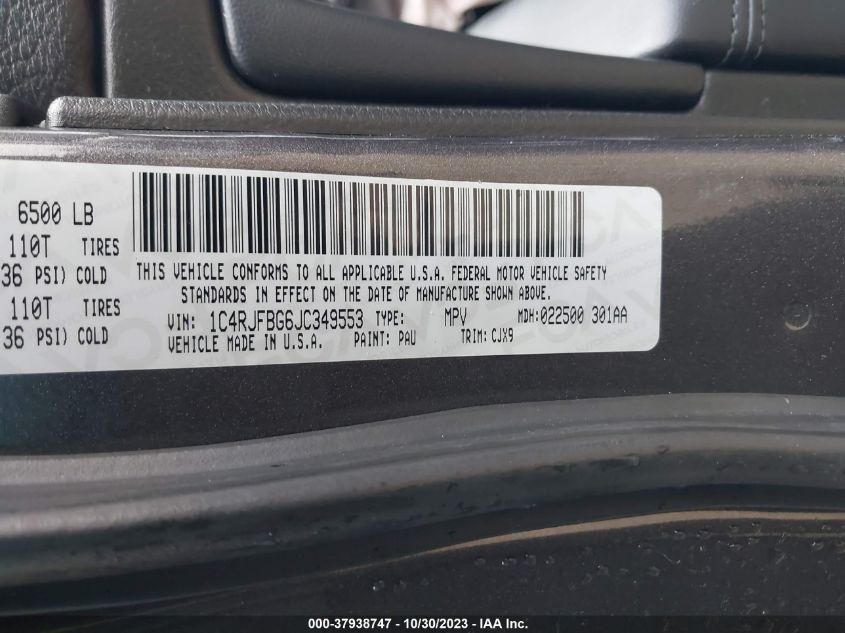 6500 LB
110T TIRES
36 PSI) COLD
110T TIRES
36 PSI) COLD
THIS VEHICLE CONFORMS TO ALL APPLICABLE U.S.A. FEDERAL MOTOR VEHICLE SAFETY
STANDARDS IN EFFECT ON THE DATE OF MANUFACTURE SHOWN ABOVE.
VIN: 1C4RJFBG6JC349553 TYPE: MPV MDH: 022500 301AA
VEHICLE MADE IN U.S.A. PAINT: PAU TRIM: CJX9
000-37938747 - 10/30/2023 - IAA Inc.